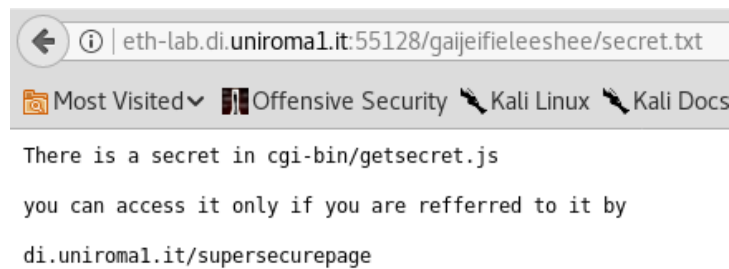 eth-lab.di.uniroma1.it:55128/gaijeifieleeshee/secret.txt
Most Visited Offensive Security Kali Linux Kali Docs
There is a secret in cgi-bin/getsecret.js
you can access it only if you are refferred to it by
di.uniroma1.it/supersecurepage